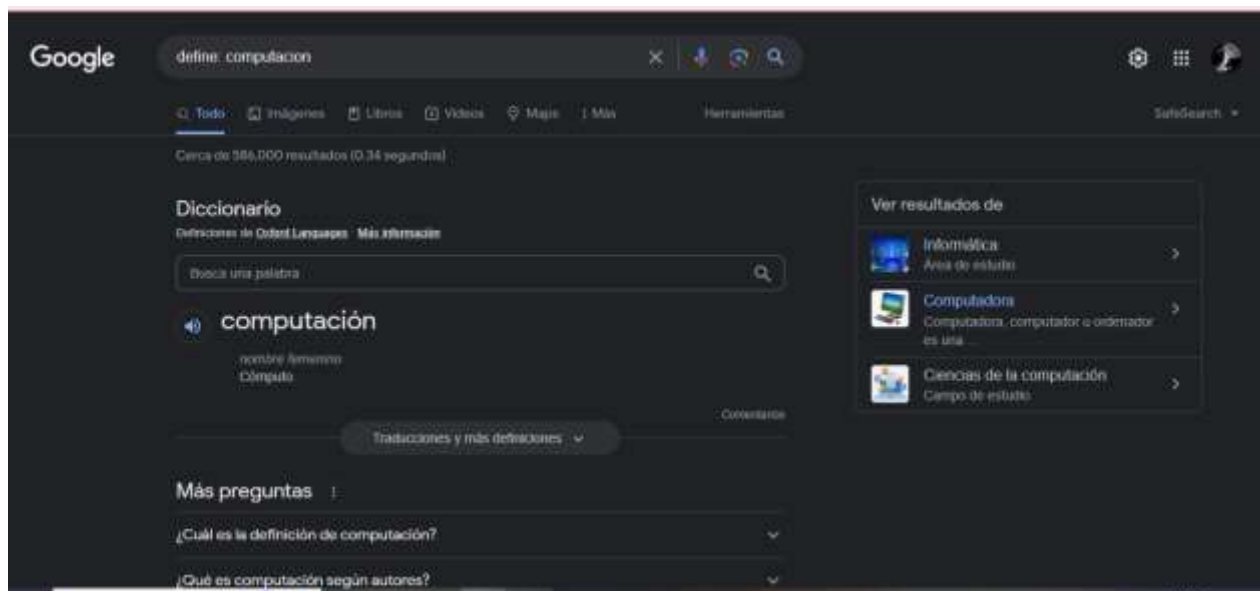 Google
define: computacion
Todo Imágenes Libros Videos Maps Más Herramientas
SafeSearch
Cerca de 586,000 resultados (0.34 segundos)
Diccionario
Definiciones de Oxford Languages Más información
Busca una palabra
computación
nombre femenino
Cómputo
Comentarios
Traducciones y más definiciones
Más preguntas
¿Cuál es la definición de computación?
¿Qué es computación según autores?
Ver resultados de
Informática
Área de estudio
Computadora
Computadora, computador u ordenador
es una ...
Ciencias de la computación
Campo de estudio